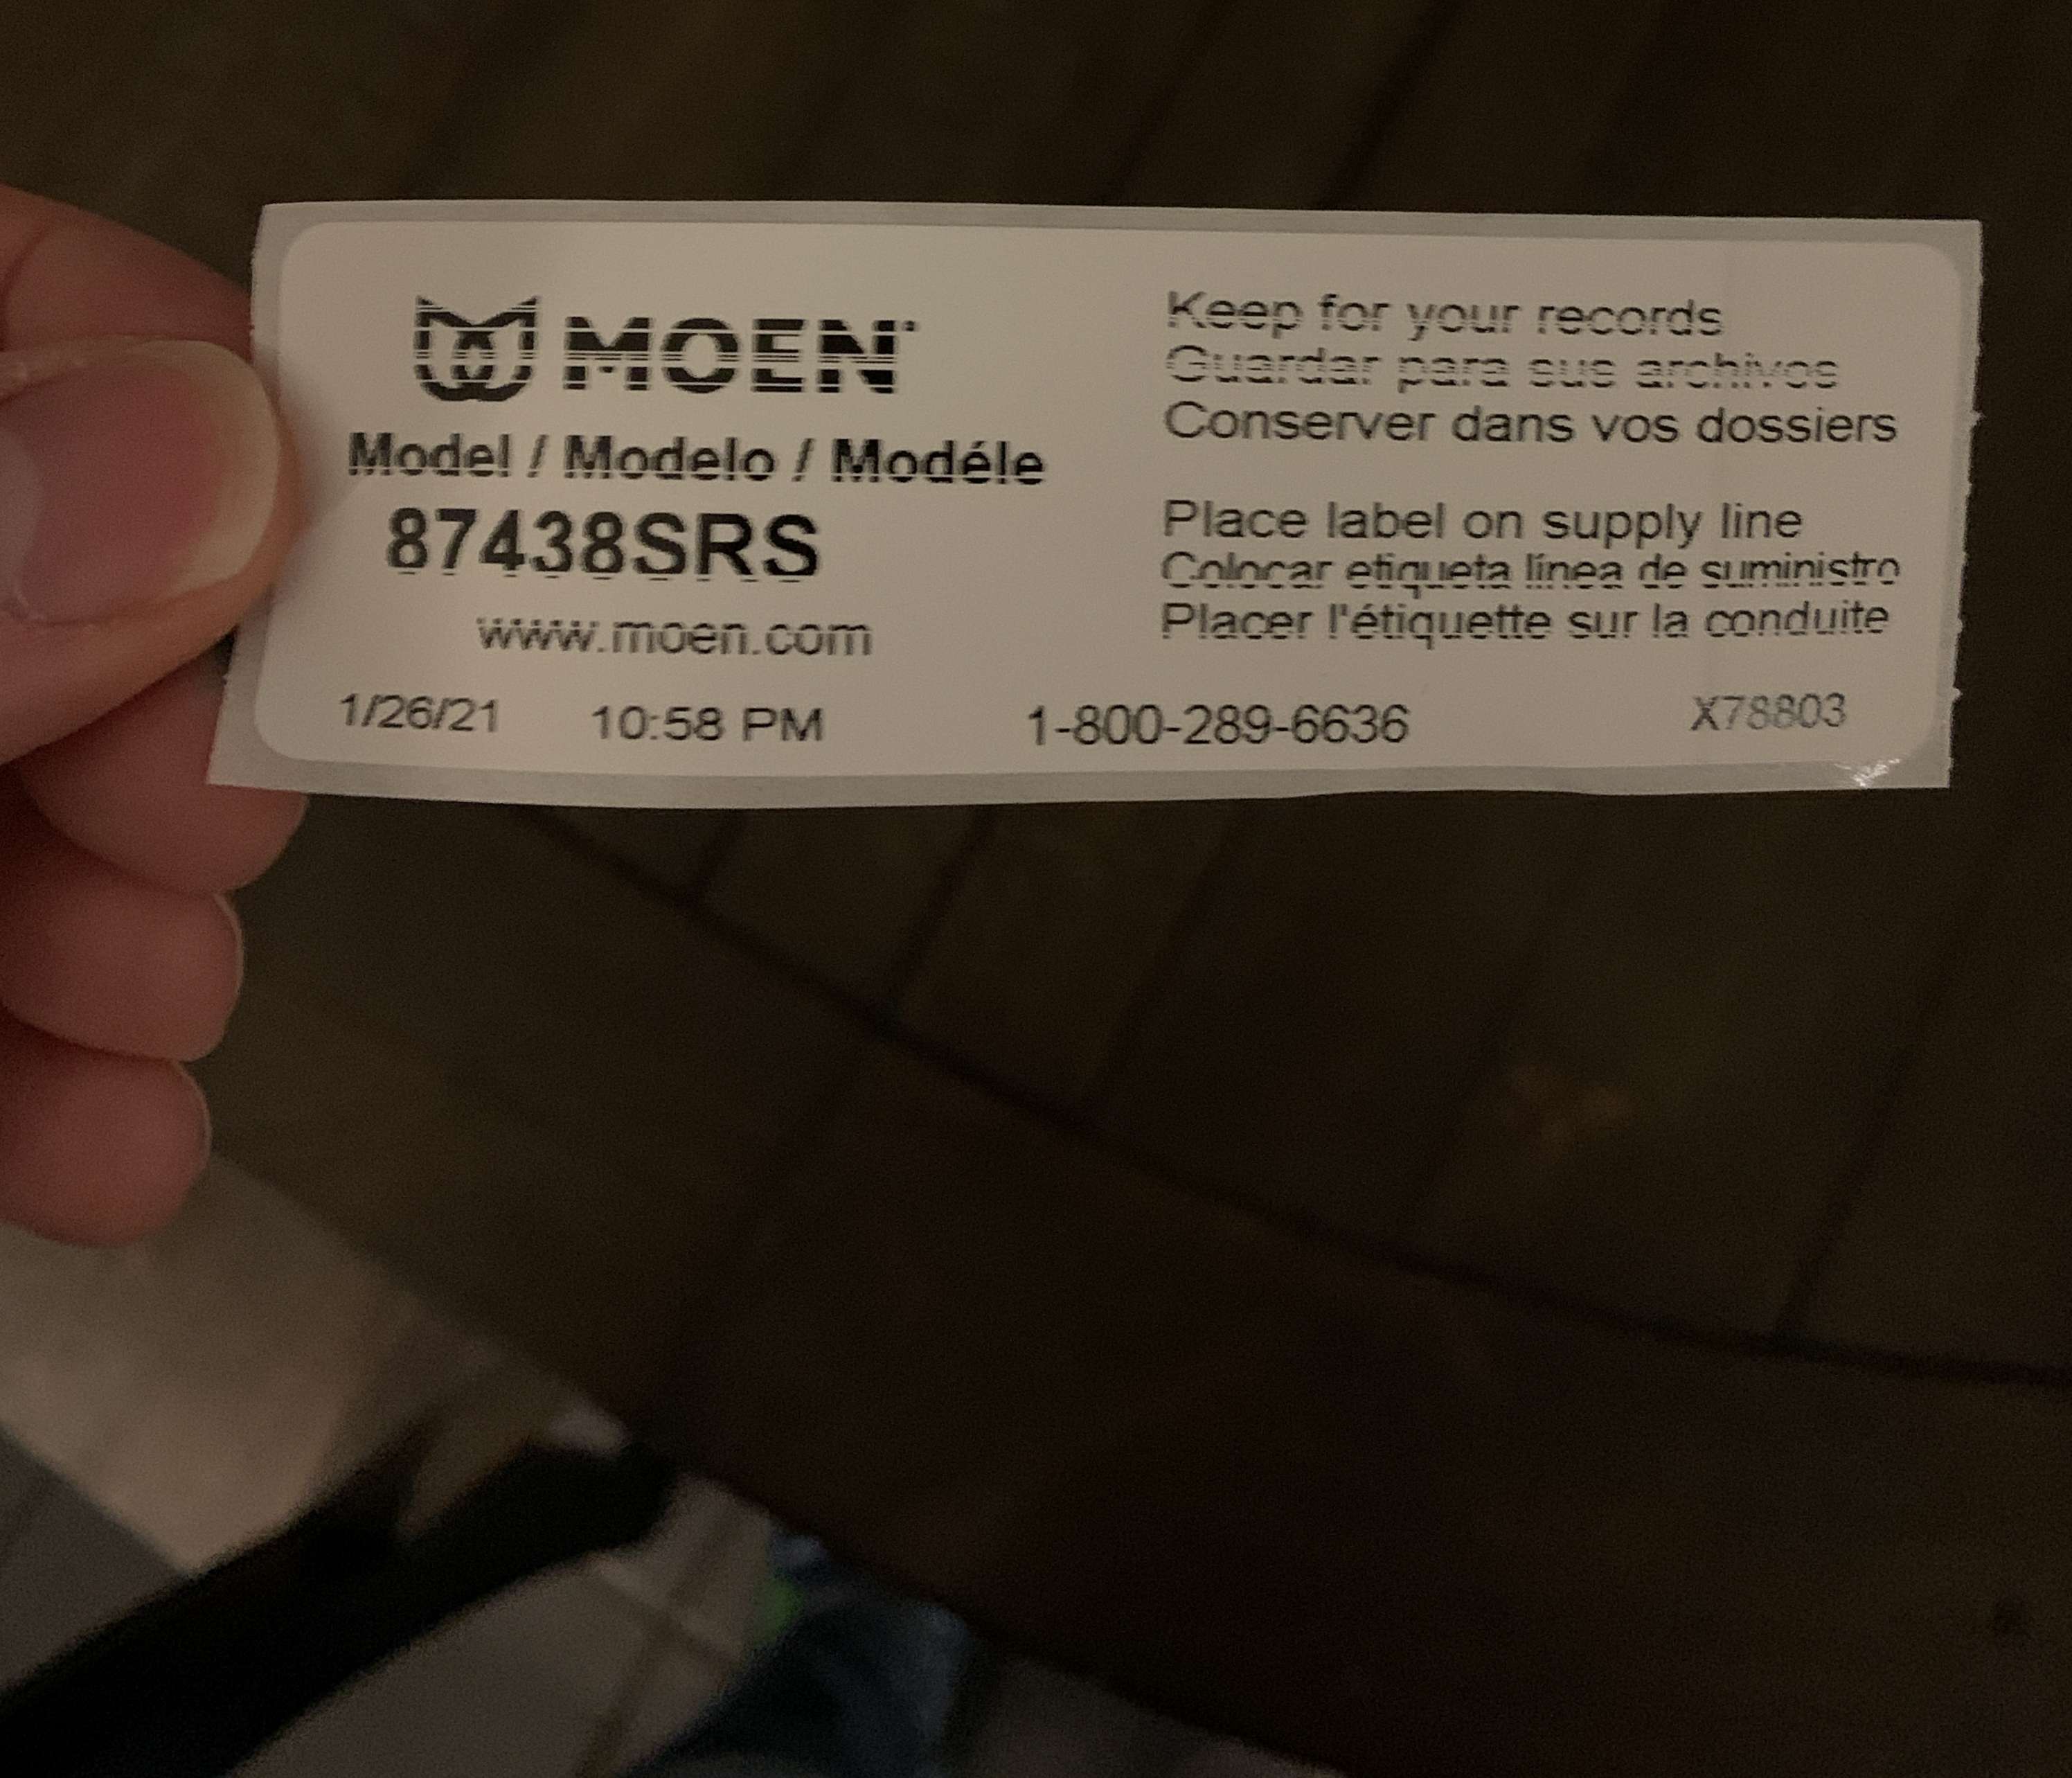 MOEN
Model / Modelo / Modéle
87438SRS
www.moen.com
1/26/21 10:58 PM
Keep for your records
Guardar para sus archivos
Conserver dans vos dossiers
Place label on supply line
Colocar etiqueta línea de suministro
Placer l'étiquette sur la conduite
1-800-289-6636
X78803